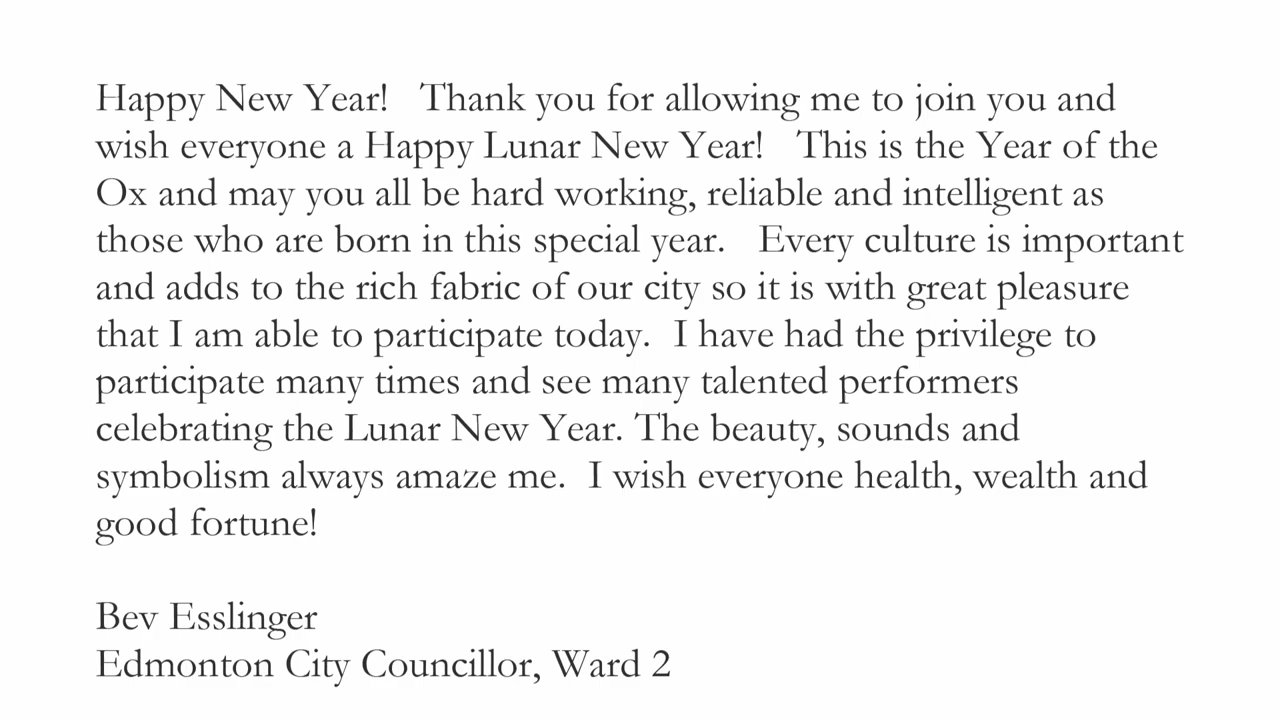 Happy New Year!   Thank you for allowing me to join you and
wish everyone a Happy Lunar New Year!   This is the Year of the
Ox and may you all be hard working, reliable and intelligent as
those who are born in this special year.   Every culture is important
and adds to the rich fabric of our city so it is with great pleasure
that I am able to participate today.  I have had the privilege to
participate many times and see many talented performers
celebrating the Lunar New Year. The beauty, sounds and
symbolism always amaze me.  I wish everyone health, wealth and
good fortune!
Bev Esslinger
Edmonton City Councillor, Ward 2